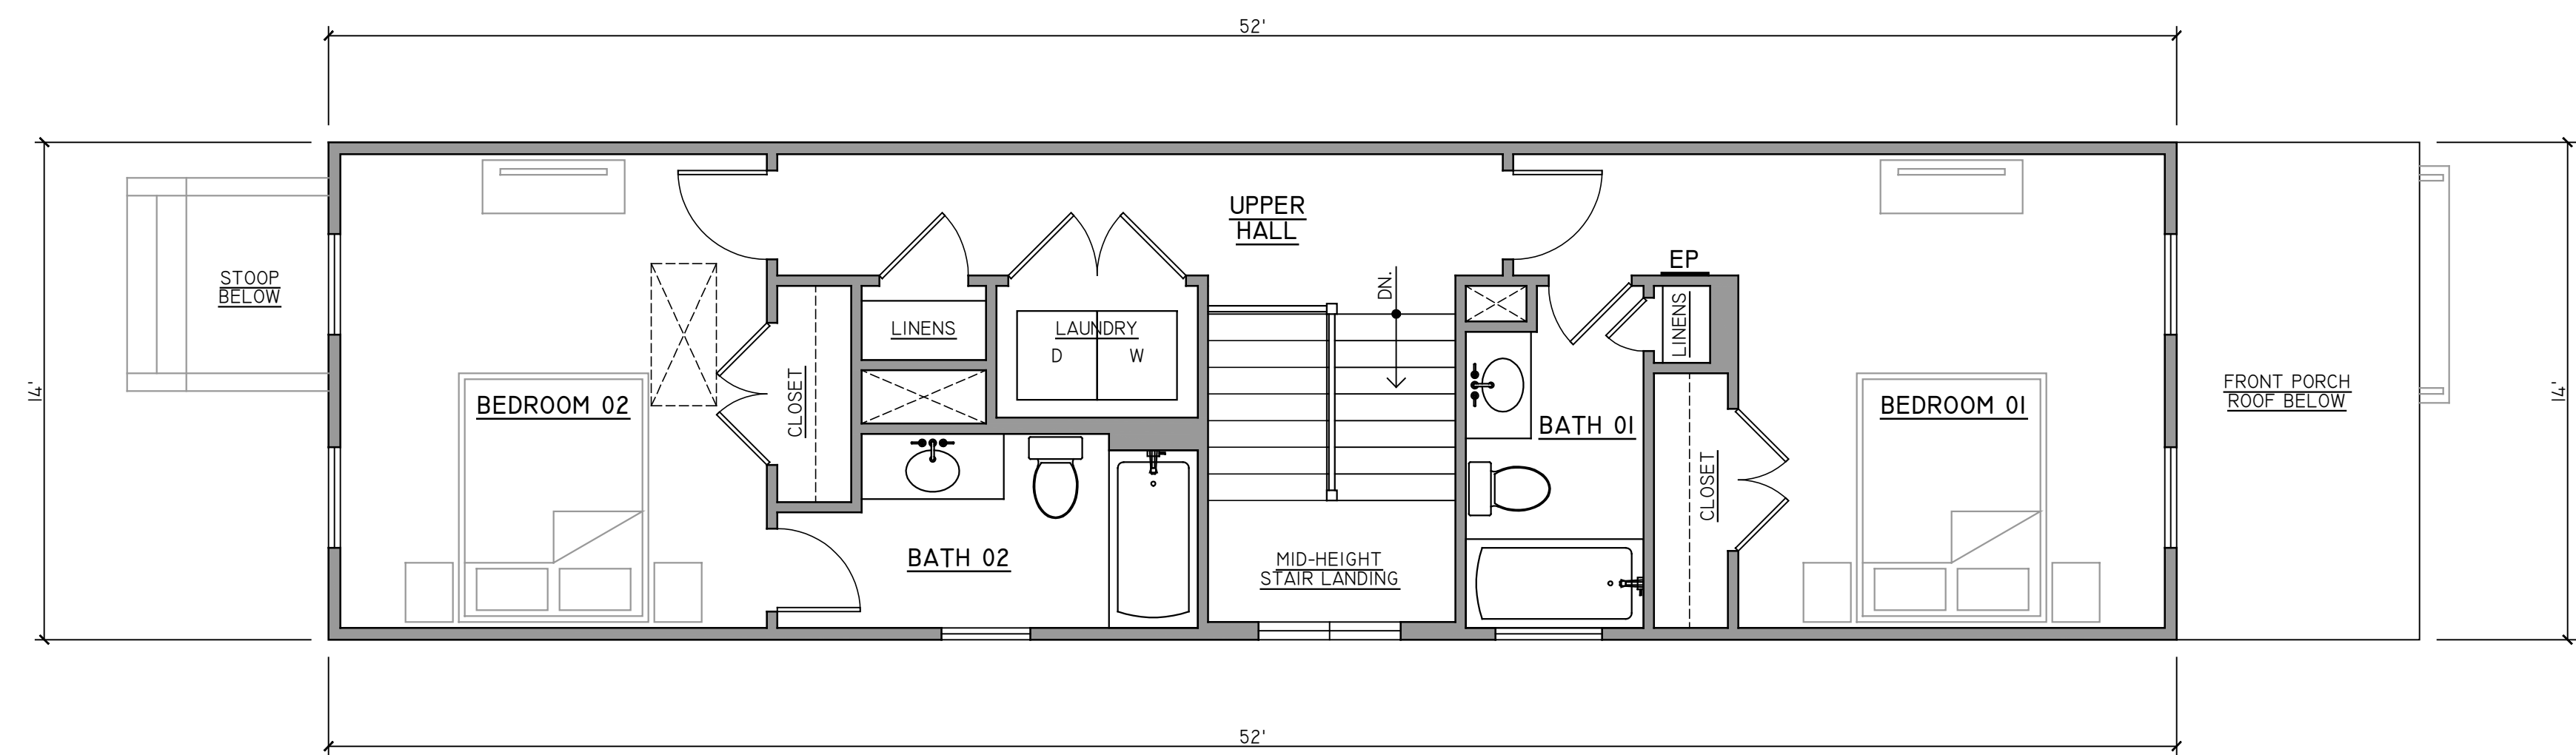 52'
UPPER
HALL
EP
STOOP
BELOW
DN.
LINENS
LAUNDRY
D
W
LINENS
14'
BEDROOM 02
CLOSET
BATH 01
CLOSET
BEDROOM 01
FRONT PORCH
ROOF BELOW
14'
BATH 02
MID-HEIGHT
STAIR LANDING
52'